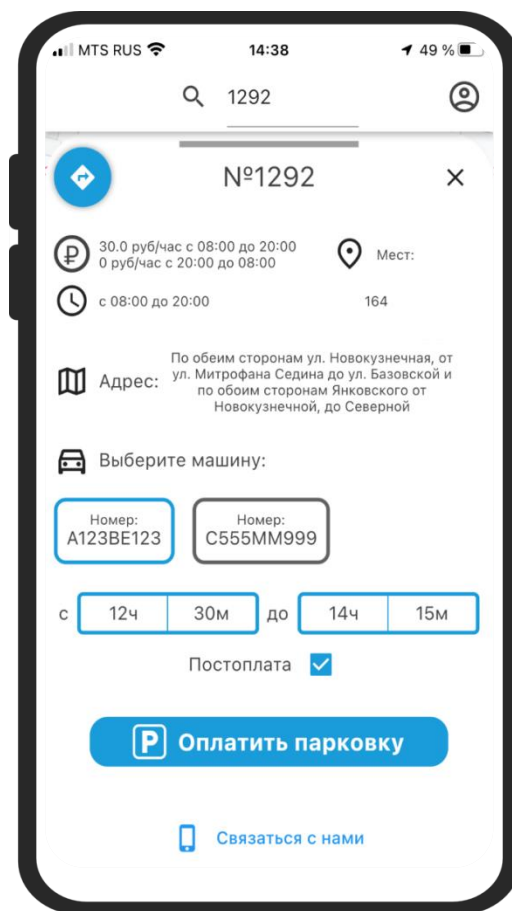 MTS RUS 14:38 49 %
1292
№1292
30.0 руб/час с 08:00 до 20:00
0 руб/час с 20:00 до 08:00
Мест:
с 08:00 до 20:00
164
Адрес:
По обеим сторонам ул. Новокузнечная, от
ул. Митрофана Седина до ул. Базовской и
по обоим сторонам Янковского от
Новокузнечной, до Северной
Выберите машину:
Номер:
А123ВЕ123
Номер:
С555ММ999
с 12ч 30м до 14ч 15м
Постоплата
P Оплатить парковку
Связаться с нами